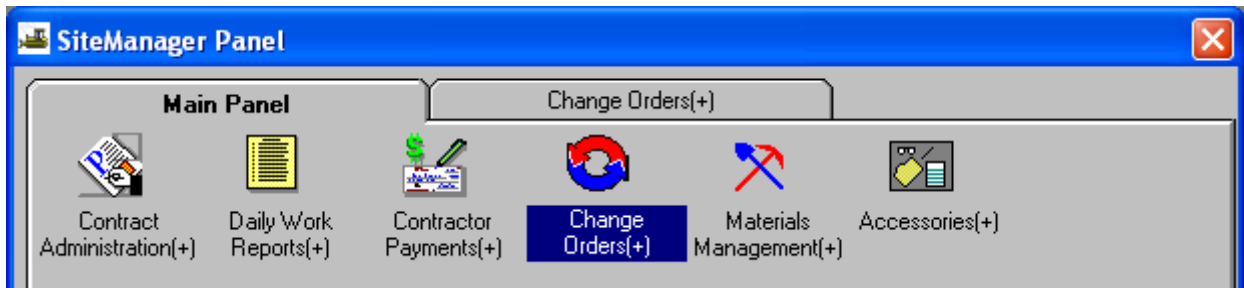 SiteManager Panel
Main Panel
Change Orders(+)
Contract
Administration(+)
Daily Work
Reports(+)
Contractor
Payments(+)
Change
Orders(+)
Materials
Management(+)
Accessories(+)